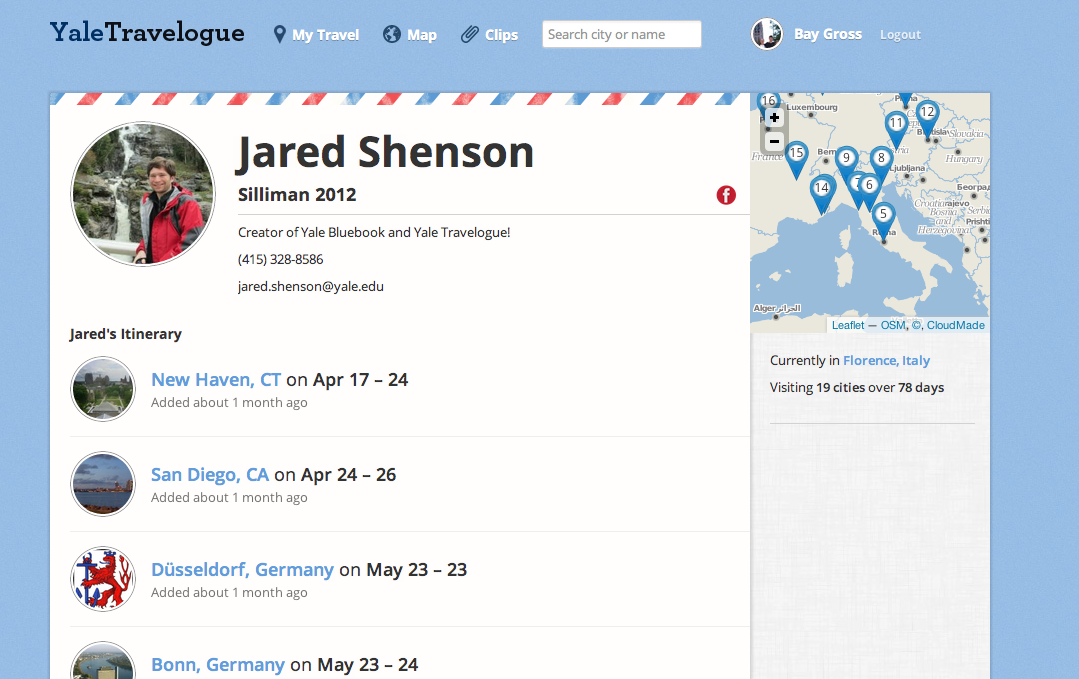 YaleTravelogue
My Travel
Map
Clips
Search city or name
Bay Gross
Logout
Jared Shenson
Silliman 2012
Creator of Yale Bluebook and Yale Travelogue!
(415) 328-8586
jared.shenson@yale.edu
Jared's Itinerary
New Haven, CT on Apr 17 – 24
Added about 1 month ago
San Diego, CA on Apr 24 – 26
Added about 1 month ago
Düsseldorf, Germany on May 23 – 23
Added about 1 month ago
Bonn, Germany on May 23 – 24
16
Luxembourg
+
−
12
11
Slovakia
France
15
Bern
9
8
Hungary
Ljubljana
14
7
6
Београд
Croatia
Bosnia
and
Herzegovina
5
Alger الجزائر
Leaflet — OSM, ©, CloudMade
Currently in Florence, Italy
Visiting 19 cities over 78 days